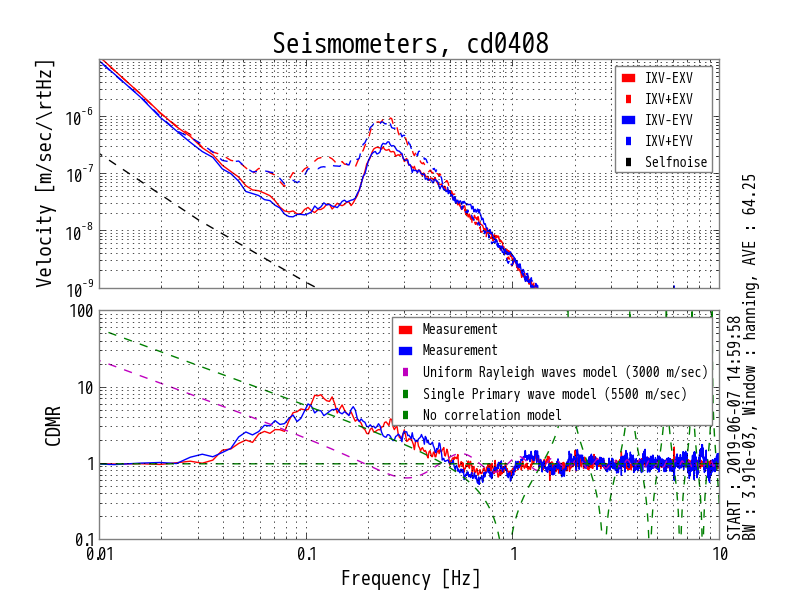 Seismometers, cd0408
Velocity [m/sec/\rtHz]
10^-6
10^-7
10^-8
10^-9
IXV-EXV
IXV+EXV
IXV-EYV
IXV+EYV
Selfnoise
CDMR
100
10
1
0.1
Measurement
Measurement
Uniform Rayleigh waves model (3000 m/sec)
Single Primary wave model (5500 m/sec)
No correlation model
0.01
0.1
1
10
Frequency [Hz]
START : 2019-06-07 14:59:58
BW : 3.91e-03, Window : hanning, AVE : 64.25